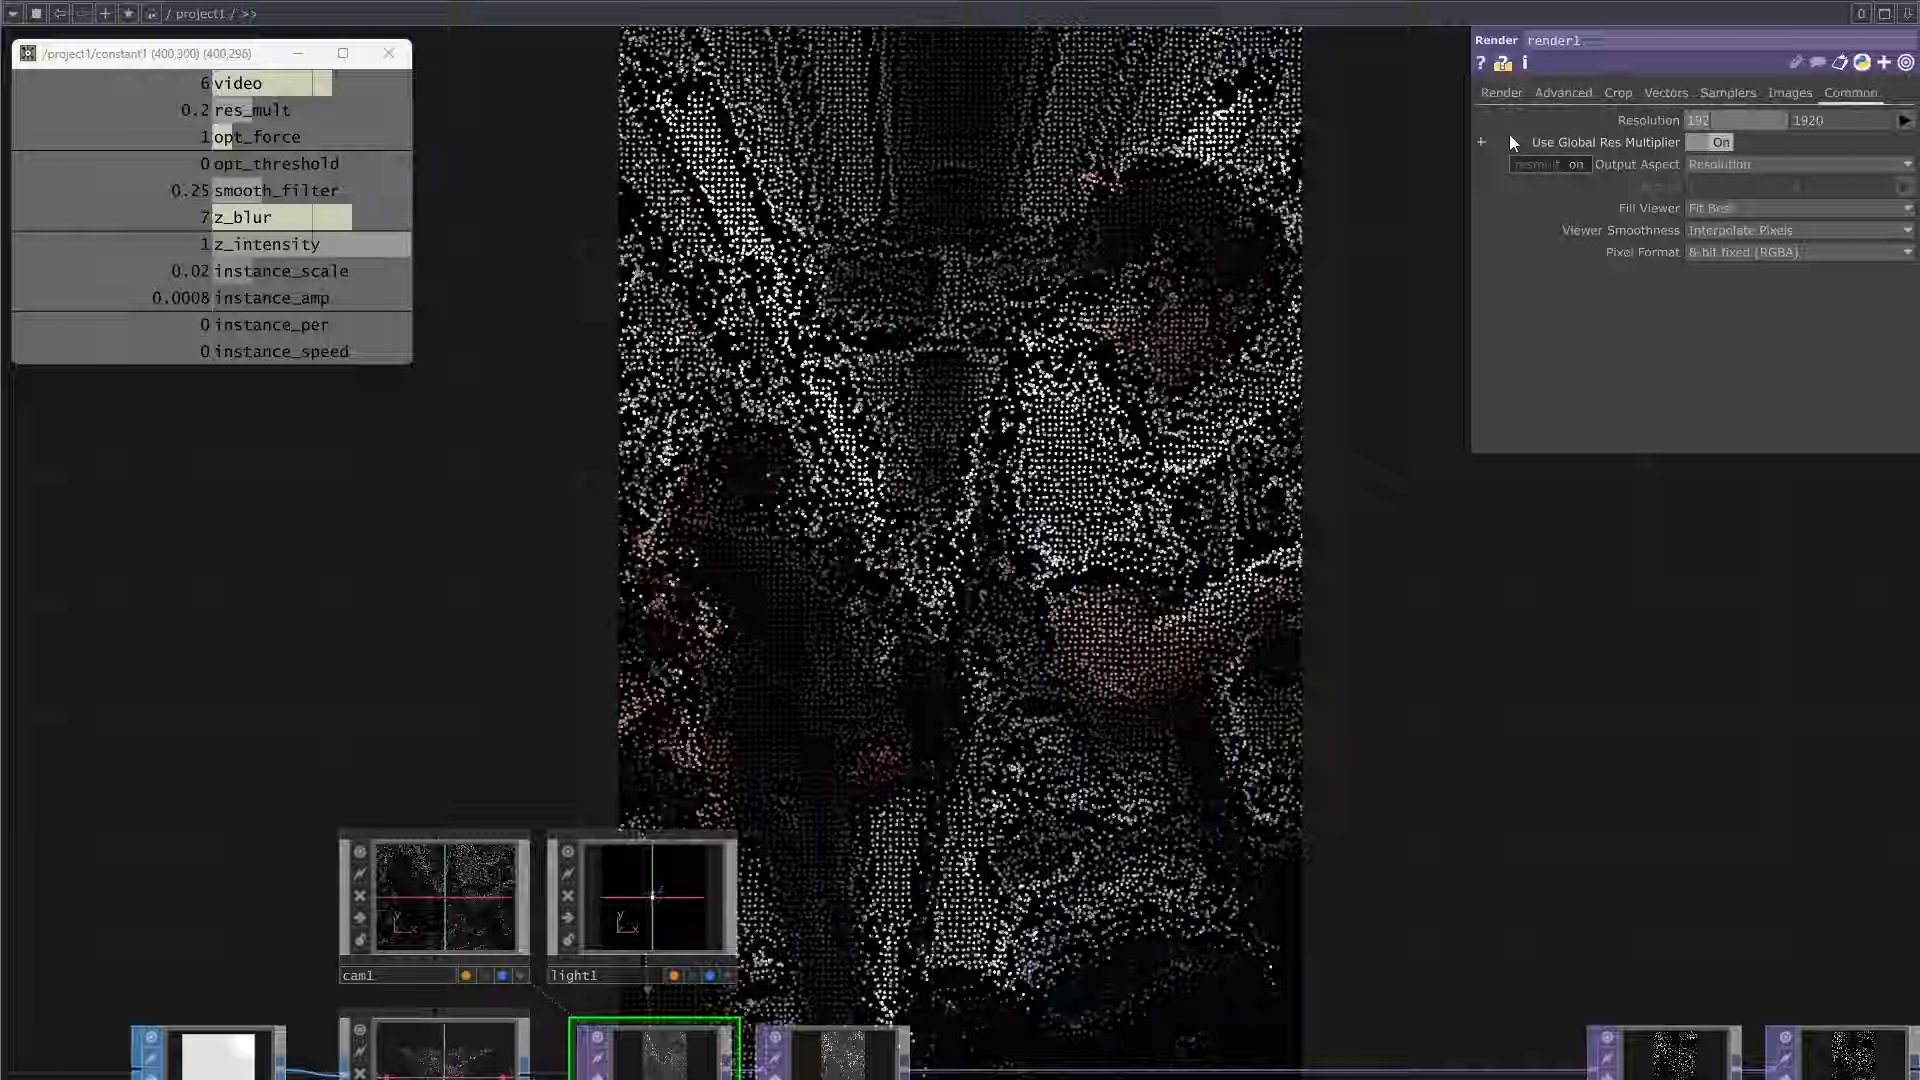 / project1 / >>
0
/project1/constant1 (400,300) (400,296)
6 video
0.2 res_mult
1 opt_force
0 opt_threshold
0.25 smooth_filter
7 z_blur
1 z_intensity
0.02 instance_scale
0.0008 instance_amp
0 instance_per
0 instance_speed
Render render1
? ? i
Render Advanced Crop Vectors Samplers Images Common
Resolution 192 1920
+ Use Global Res Multiplier On
resmult on Output Aspect Resolution
Fill Viewer Fit Best
Viewer Smoothness Interpolate Pixels
Pixel Format 8-bit fixed (RGBA)
y x
y x
cam1
light1